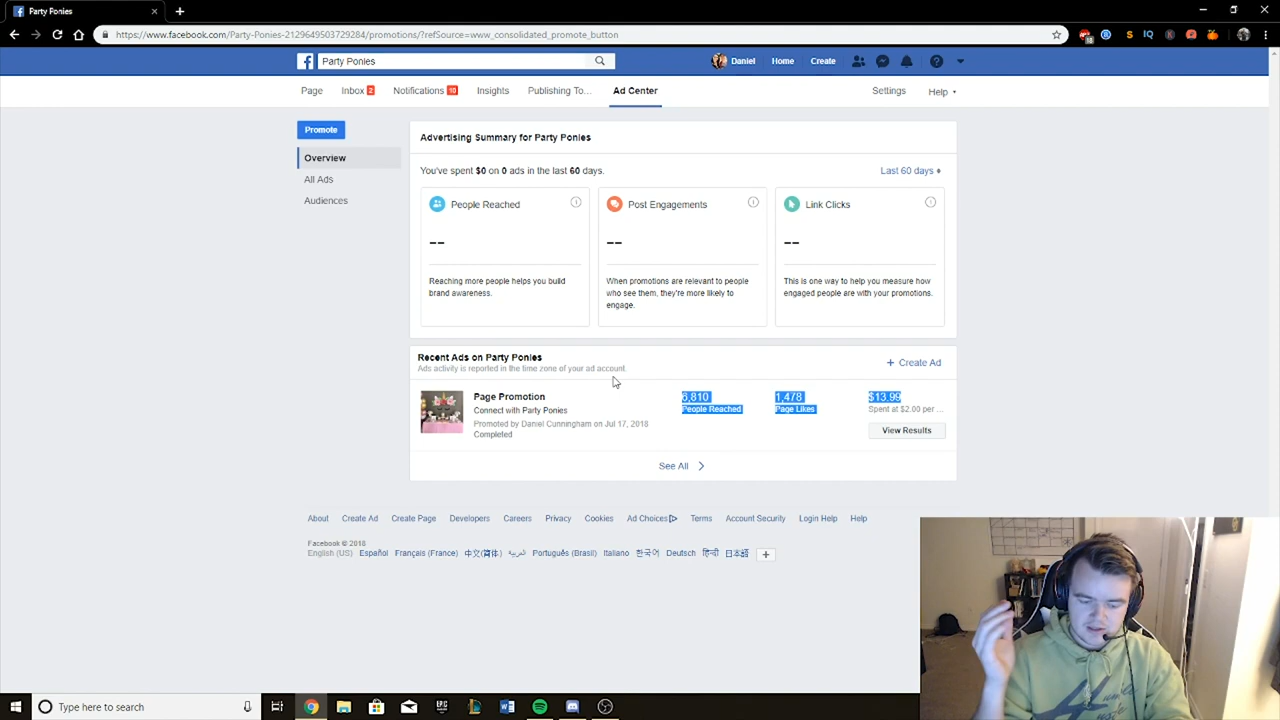 Party Ponies
https://www.facebook.com/Party-Ponies-2129649503729284/promotions/?refSource=www_consolidated_promote_button
Party Ponies
Daniel
Home
Create
Page
Inbox 2
Notifications 10
Insights
Publishing To...
Ad Center
Settings
Help
Promote
Overview
All Ads
Audiences
Advertising Summary for Party Ponies
You've spent $0 on 0 ads in the last 60 days.
Last 60 days
People Reached
--
Reaching more people helps you build
brand awareness.
Post Engagements
--
When promotions are relevant to people
who see them, they're more likely to
engage.
Link Clicks
--
This is one way to help you measure how
engaged people are with your promotions.
Recent Ads on Party Ponies
Ads activity is reported in the time zone of your ad account.
+ Create Ad
Page Promotion
Connect with Party Ponies
Promoted by Daniel Cunningham on Jul 17, 2018
Completed
6,810
People Reached
1,478
Page Likes
$13.99
Spent at $2.00 per ...
View Results
See All
About
Create Ad
Create Page
Developers
Careers
Privacy
Cookies
Ad Choices
Terms
Account Security
Login Help
Help
Facebook © 2018
English (US)
Español
Français (France)
中文(简体)
العربية
Português (Brasil)
Italiano
한국어
Deutsch
हिन्दी
日本語
+
Type here to search